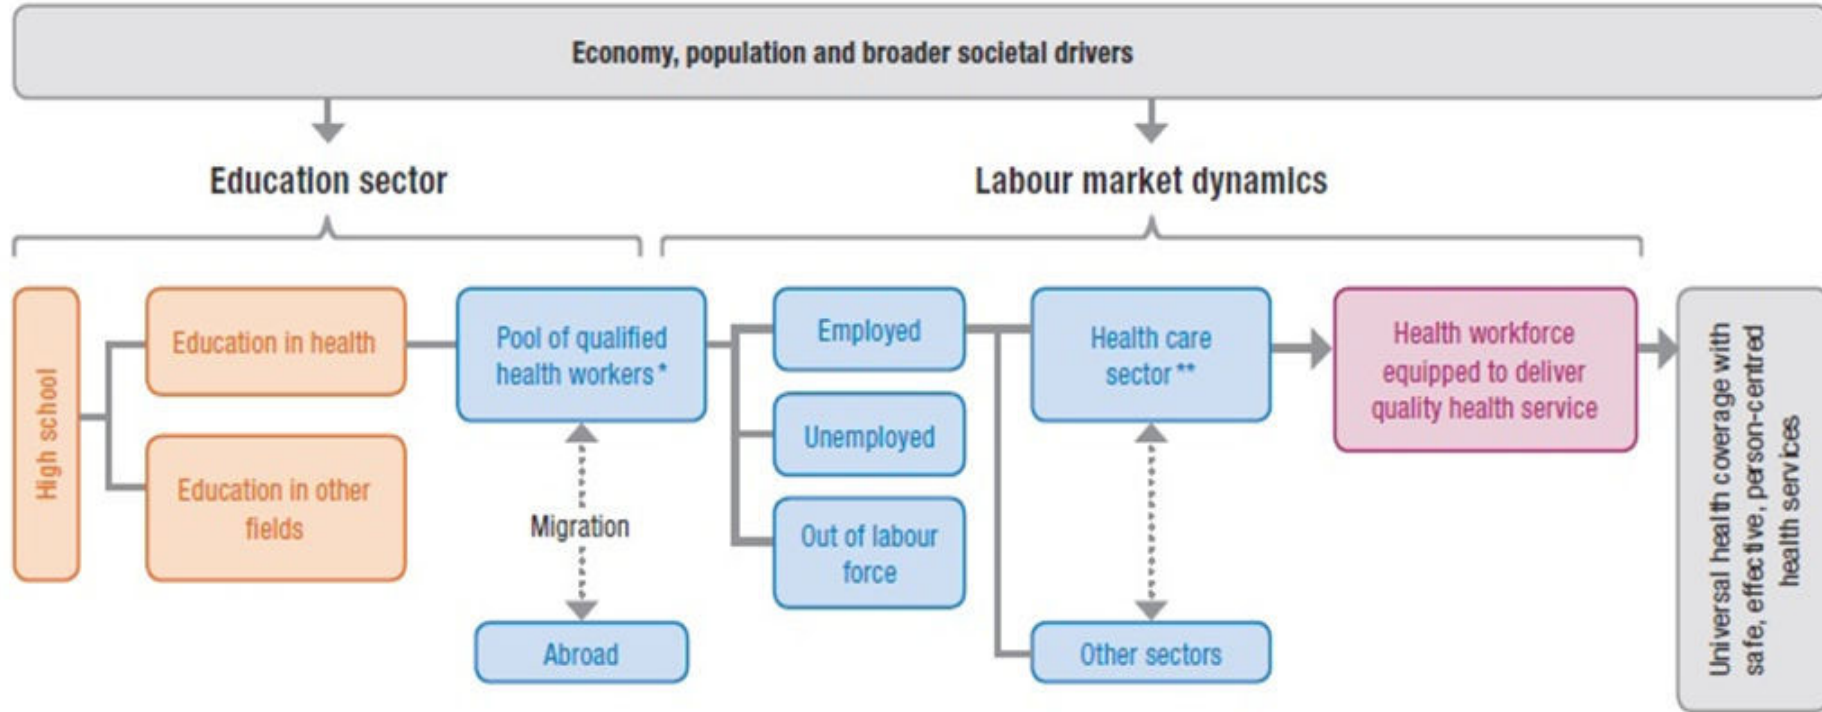 Economy, population and broader societal drivers
Education sector
Labour market dynamics
High school
Education in health
Education in other
fields
Pool of qualified
health workers*
Migration
Abroad
Employed
Unemployed
Out of labour
force
Health care
sector**
Other sectors
Health workforce
equipped to deliver
quality health service
Universal health coverage with
safe, effective, person-centred
health services